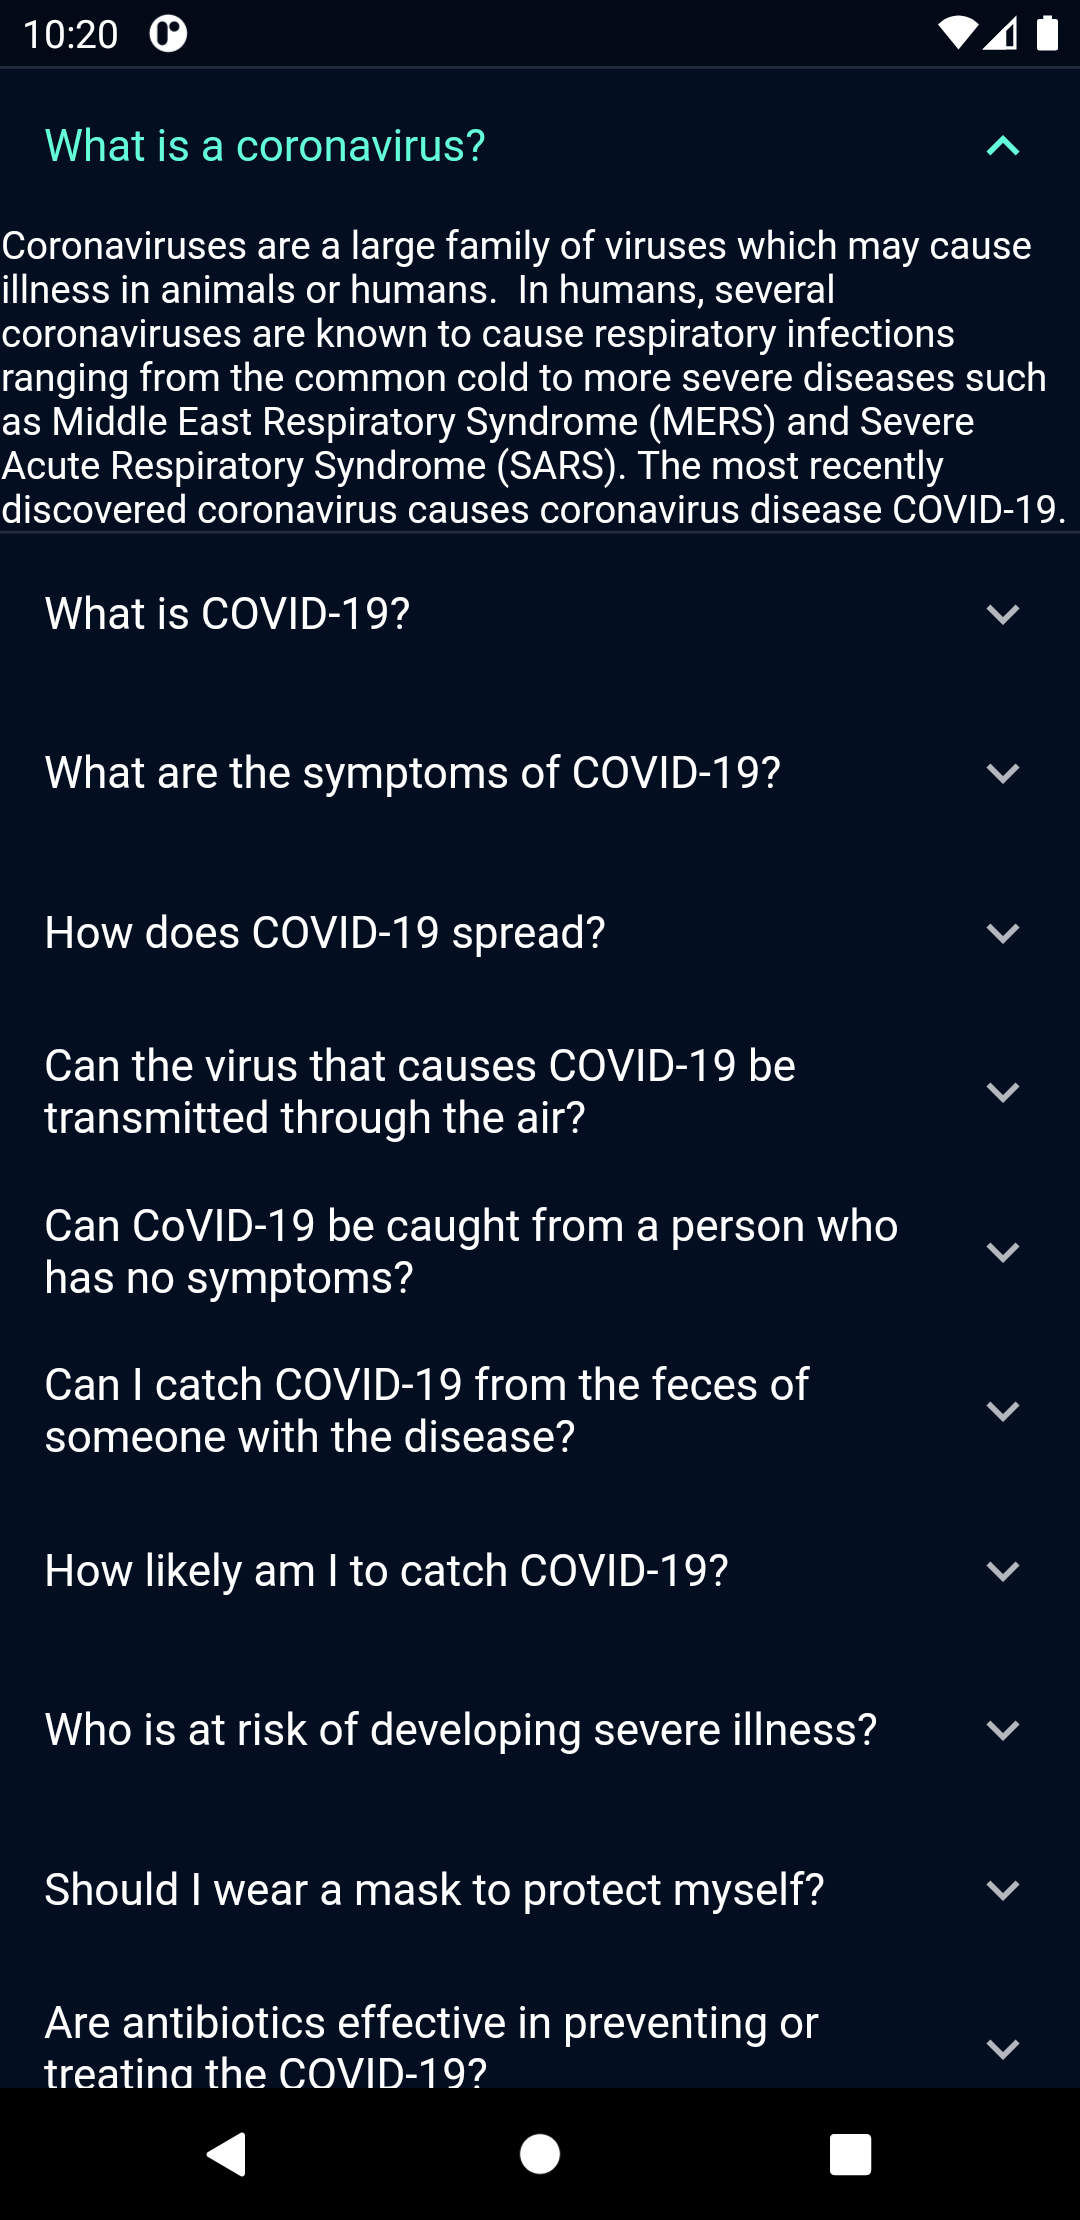 10:20
What is a coronavirus?
Coronaviruses are a large family of viruses which may cause
illness in animals or humans.  In humans, several
coronaviruses are known to cause respiratory infections
ranging from the common cold to more severe diseases such
as Middle East Respiratory Syndrome (MERS) and Severe
Acute Respiratory Syndrome (SARS). The most recently
discovered coronavirus causes coronavirus disease COVID-19.
What is COVID-19?
What are the symptoms of COVID-19?
How does COVID-19 spread?
Can the virus that causes COVID-19 be
transmitted through the air?
Can CoVID-19 be caught from a person who
has no symptoms?
Can I catch COVID-19 from the feces of
someone with the disease?
How likely am I to catch COVID-19?
Who is at risk of developing severe illness?
Should I wear a mask to protect myself?
Are antibiotics effective in preventing or
treating the COVID-19?